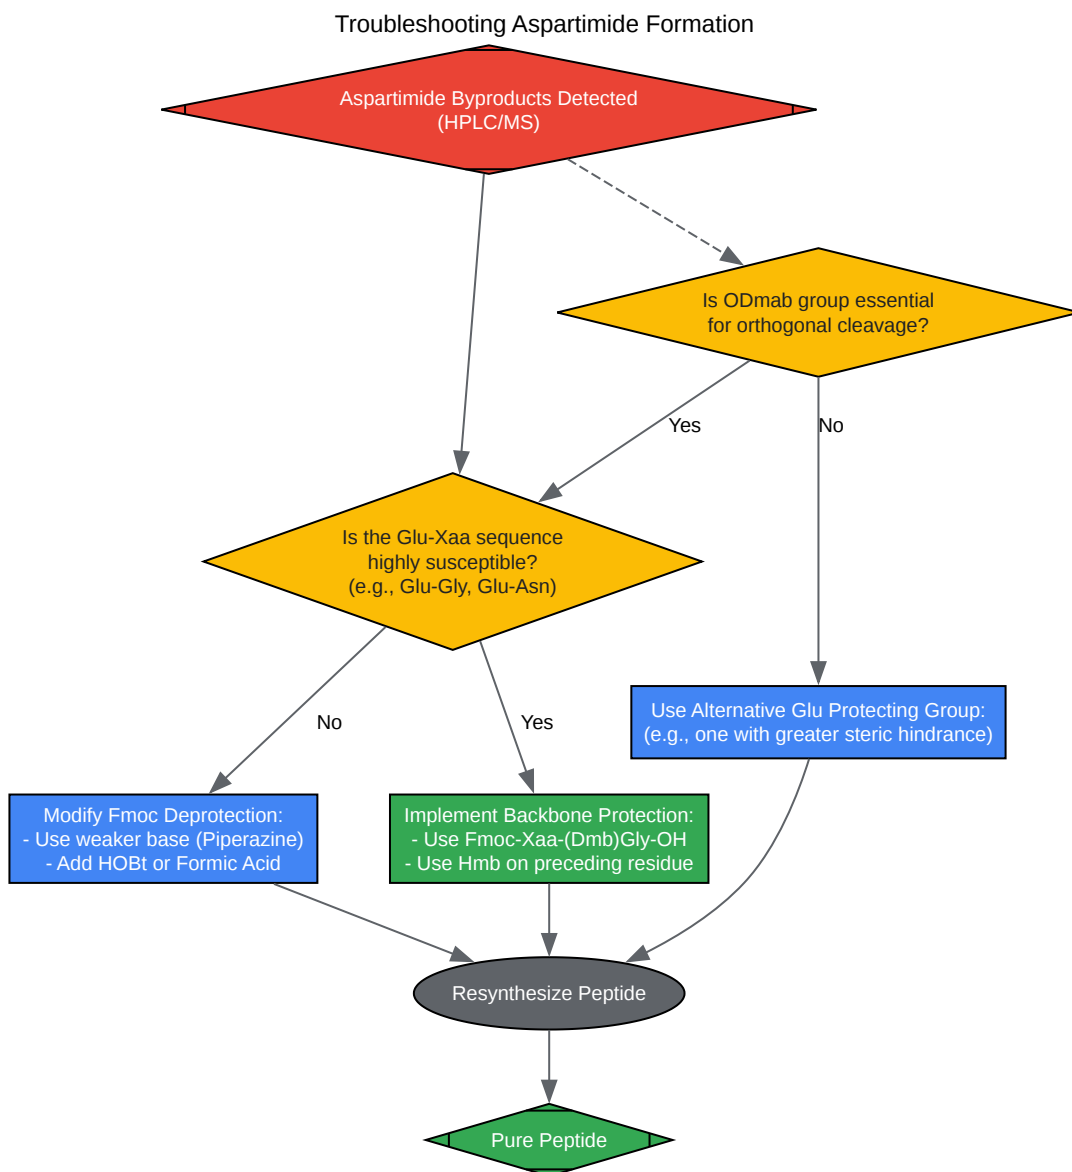 Troubleshooting Aspartimide Formation
Aspartimide Byproducts Detected
(HPLC/MS)
Is ODmab group essential
for orthogonal cleavage?
Yes
No
Is the Glu-Xaa sequence
highly susceptible?
(e.g., Glu-Gly, Glu-Asn)
No
Yes
Use Alternative Glu Protecting Group:
(e.g., one with greater steric hindrance)
Modify Fmoc Deprotection:
- Use weaker base (Piperazine)
- Add HOBt or Formic Acid
Implement Backbone Protection:
- Use Fmoc-Xaa-(Dmb)Gly-OH
- Use Hmb on preceding residue
Resynthesize Peptide
Pure Peptide